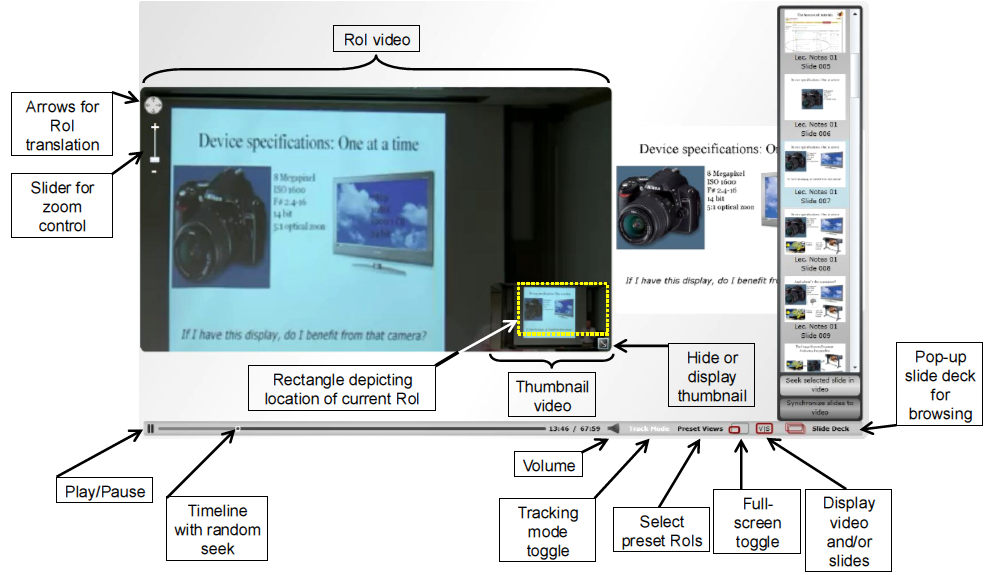 RoI video
Arrows for
RoI
translation
Slider for
zoom
control
+
-
Device specifications: One at a time
8 Megapixel
ISO 1600
F# 2.4-16
14 bit
5:1 optical zoon
If I have this display, do I benefit from that camera?
Device specifications: O
8 Megapixel
ISO 1600
F# 2.4-16
14 bit
5:1 optical zoom
If I have this display, do I benefit f
Lec. Notes 01
Slide 005
Lec. Notes 01
Slide 006
Lec. Notes 01
Slide 007
Lec. Notes 01
Slide 008
Lec. Notes 01
Slide 009
Seek selected slide in
video
Synchronize slides to
video
Rectangle depicting
location of current RoI
Thumbnail
video
Hide or
display
thumbnail
Pop-up
slide deck
for
browsing
13:46 / 67:59
Track Mode
Preset Views
V|S
Slide Deck
Play/Pause
Timeline
with random
seek
Volume
Tracking
mode
toggle
Select
preset RoIs
Full-
screen
toggle
Display
video
and/or
slides